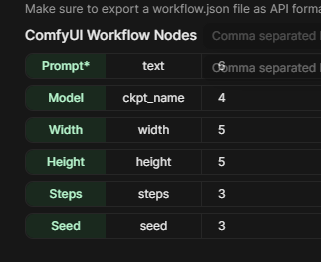 Make sure to export a workflow.json file as API forma
ComfyUI Workflow Nodes Comma separated
Prompt* text 6 Comma separated
Model ckpt_name 4
Width width 5
Height height 5
Steps steps 3
Seed seed 3